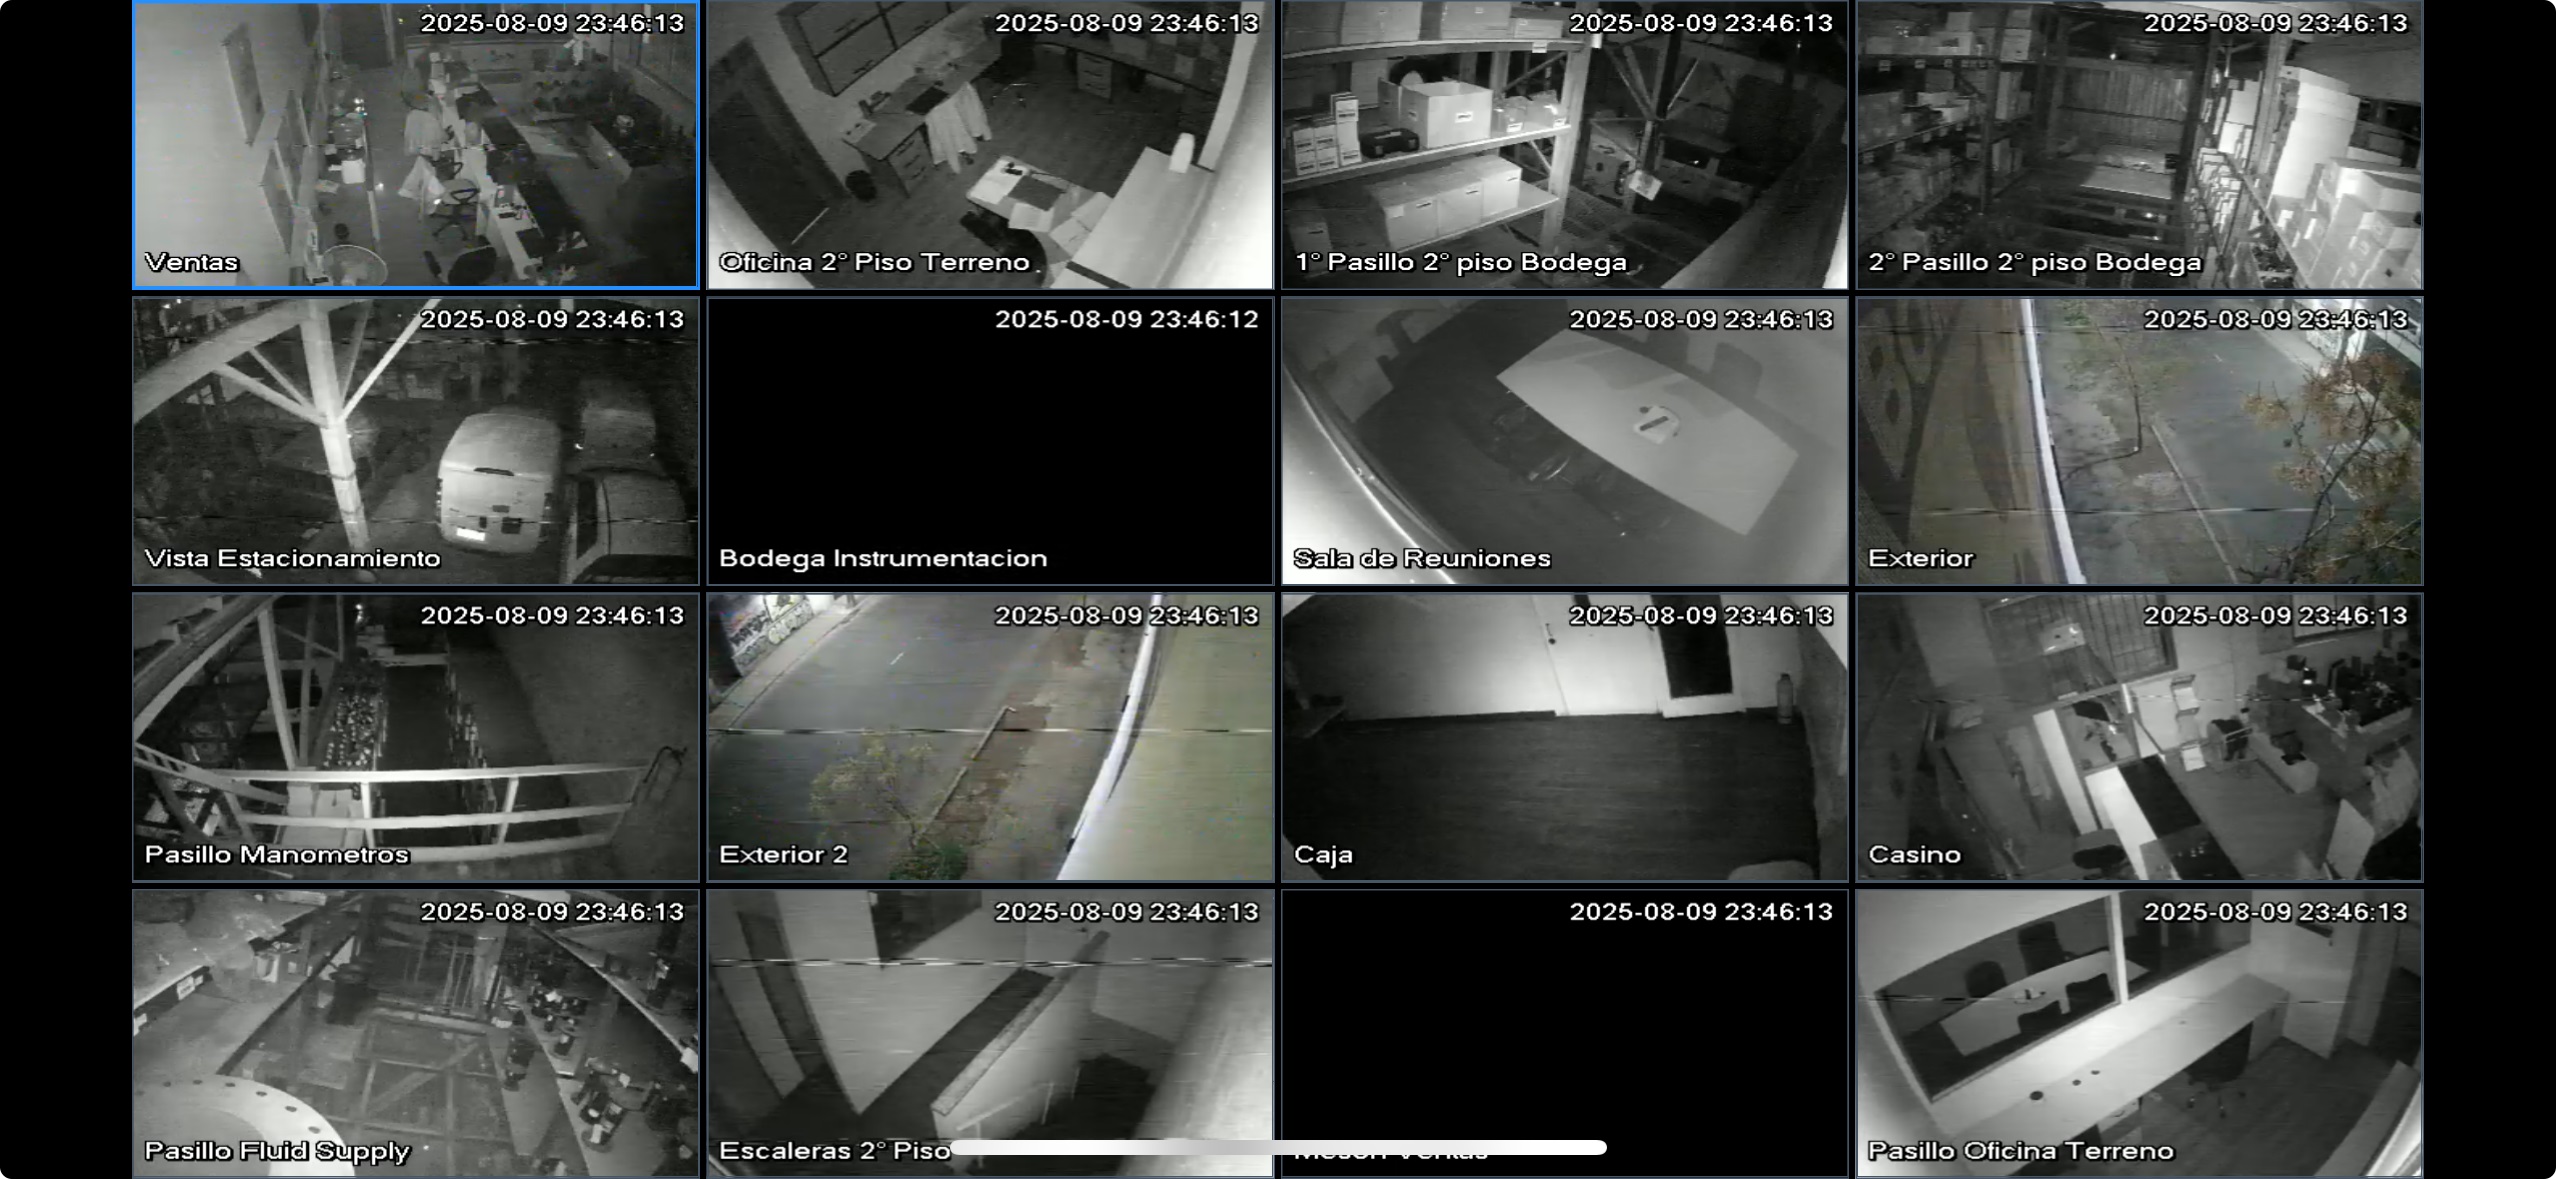 2025-08-09 23:46:13
Ventas
2025-08-09 23:46:13
Oficina 2° Piso Terreno
2025-08-09 23:46:13
1° Pasillo 2° piso Bodega
2025-08-09 23:46:13
2° Pasillo 2° piso Bodega
2025-08-09 23:46:13
Vista Estacionamiento
2025-08-09 23:46:12
Bodega Instrumentacion
2025-08-09 23:46:13
Sala de Reuniones
2025-08-09 23:46:13
Exterior
2025-08-09 23:46:13
Pasillo Manometros
2025-08-09 23:46:13
Exterior 2
2025-08-09 23:46:13
Caja
2025-08-09 23:46:13
Casino
2025-08-09 23:46:13
Pasillo Fluid Supply
2025-08-09 23:46:13
Escaleras 2° Piso
2025-08-09 23:46:13
Meson Ventas
2025-08-09 23:46:13
Pasillo Oficina Terreno